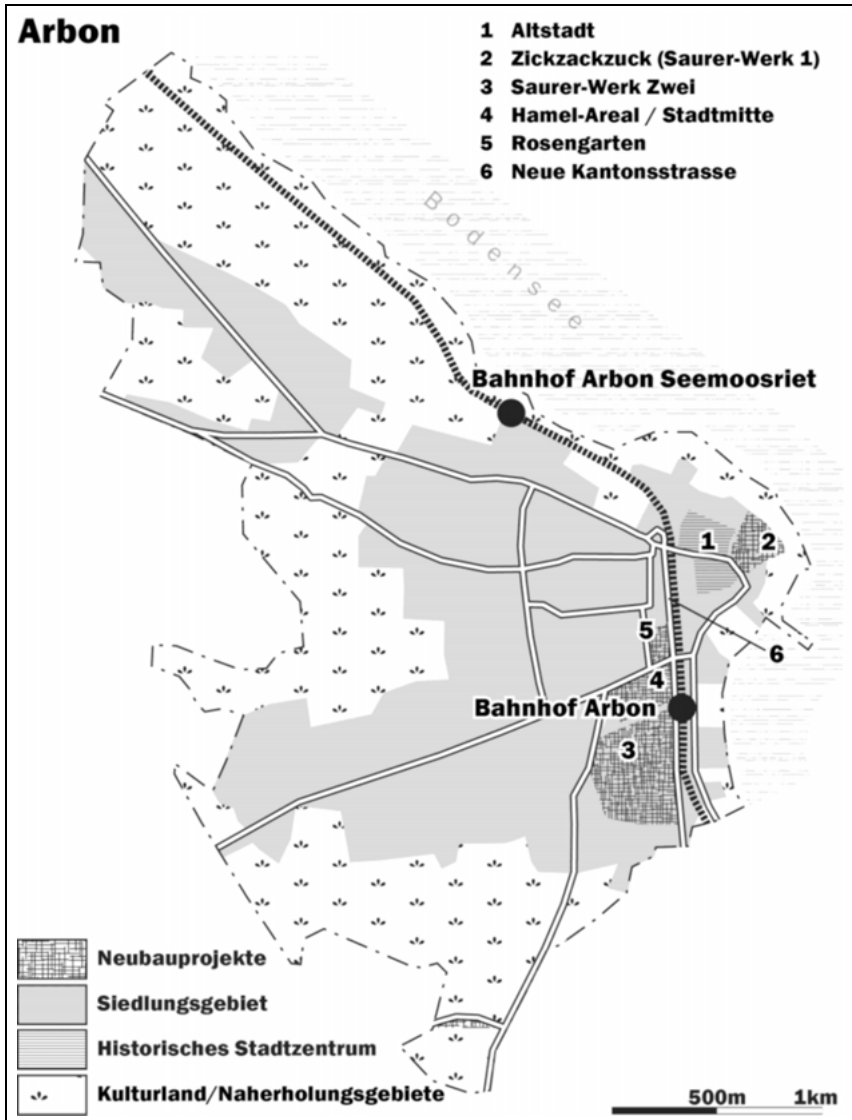 Arbon
1 Altstadt
2 Zickzackzuck (Saurer-Werk 1)
3 Saurer-Werk Zwei
4 Hamel-Areal / Stadtmitte
5 Rosengarten
6 Neue Kantonsstrasse
Bodensee
Bahnhof Arbon Seemoosriet
1
2
5
6
4
Bahnhof Arbon
3
Neubauprojekte
Siedlungsgebiet
Historisches Stadtzentrum
Kulturland/Naherholungsgebiete
500m 1km